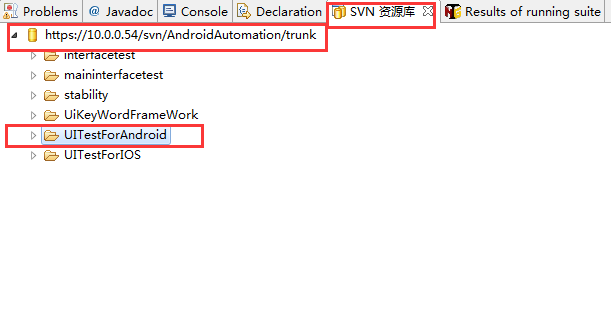 Problems @ Javadoc Console Declaration SVN 资源库 Results of running suite
https://10.0.0.54/svn/AndroidAutomation/trunk
interfacetest
maininterfacetest
stability
UiKeyWordFrameWork
UITestForAndroid
UITestForIOS